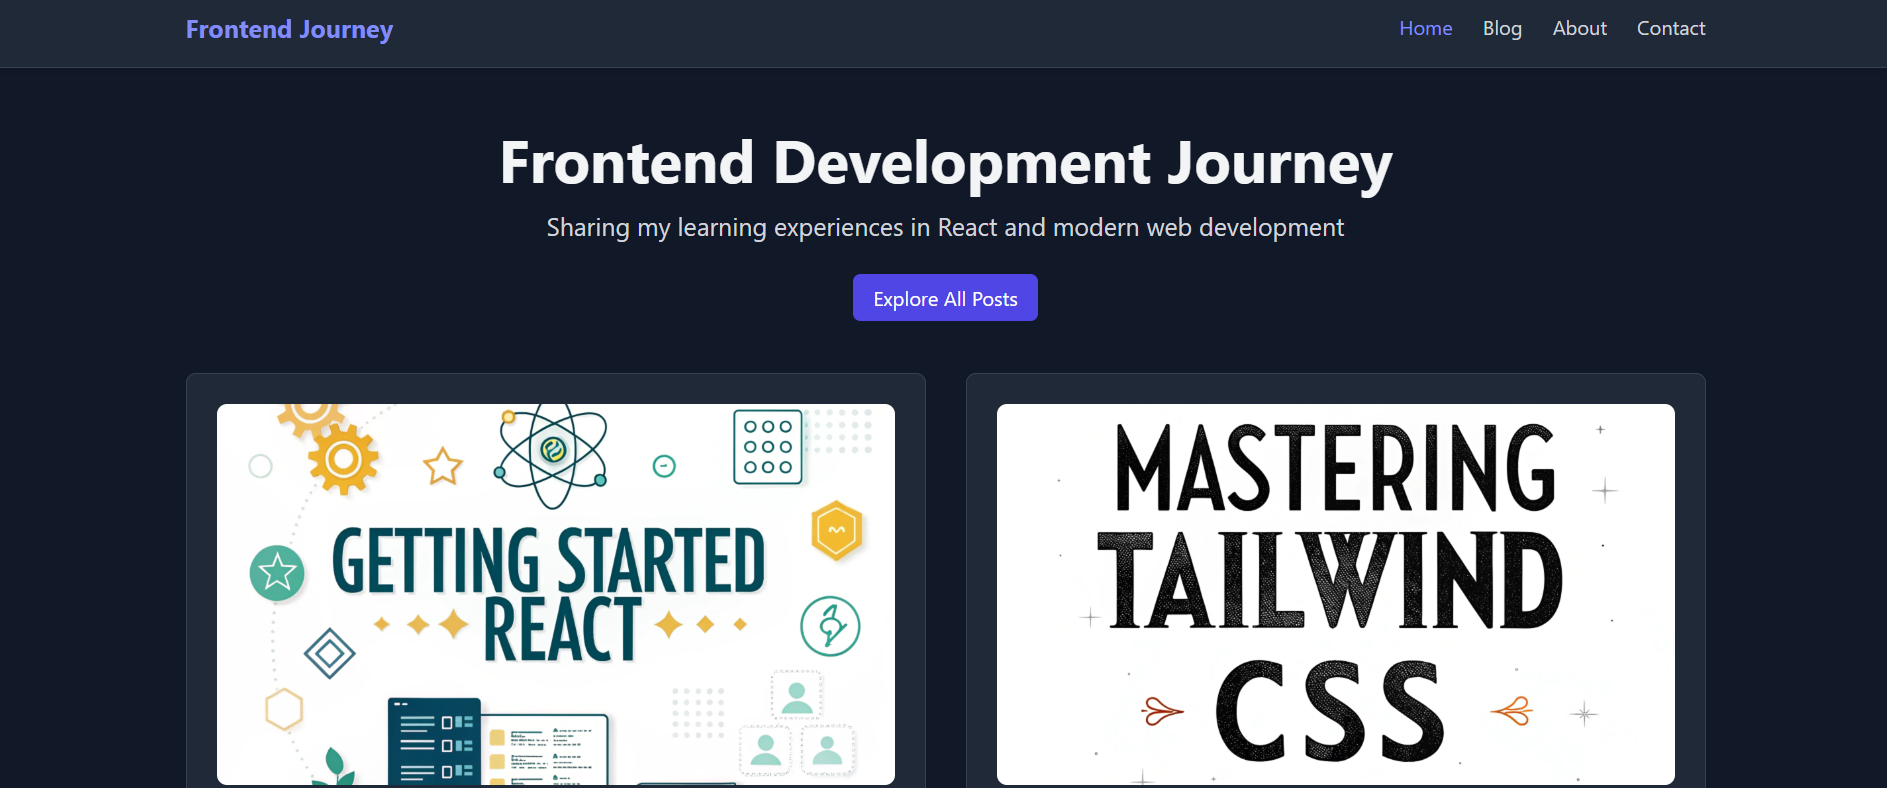 Frontend Journey
Home Blog About Contact
Frontend Development Journey
Sharing my learning experiences in React and modern web development
Explore All Posts
GETTING STARTED
REACT
MASTERING
TAILWIND
CSS